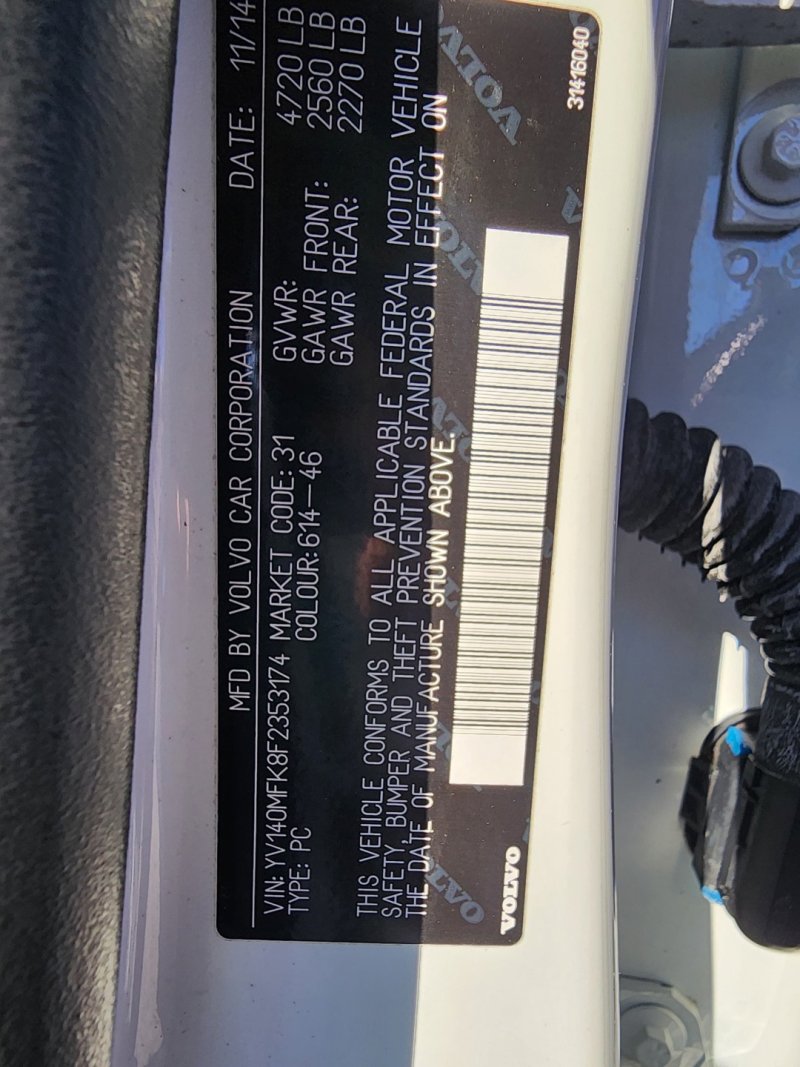 MFD BY VOLVO CAR CORPORATION DATE: 11/14
VIN: YV140MFK8F2353174 MARKET CODE: 31
TYPE: PC COLOUR: 614-46
GVWR: 4720 LB
GAWR FRONT: 2560 LB
GAWR REAR: 2270 LB
THIS VEHICLE CONFORMS TO ALL APPLICABLE FEDERAL MOTOR VEHICLE
SAFETY, BUMPER AND THEFT PREVENTION STANDARDS IN EFFECT ON
THE DATE OF MANUFACTURE SHOWN ABOVE.
VOLVO
31416040